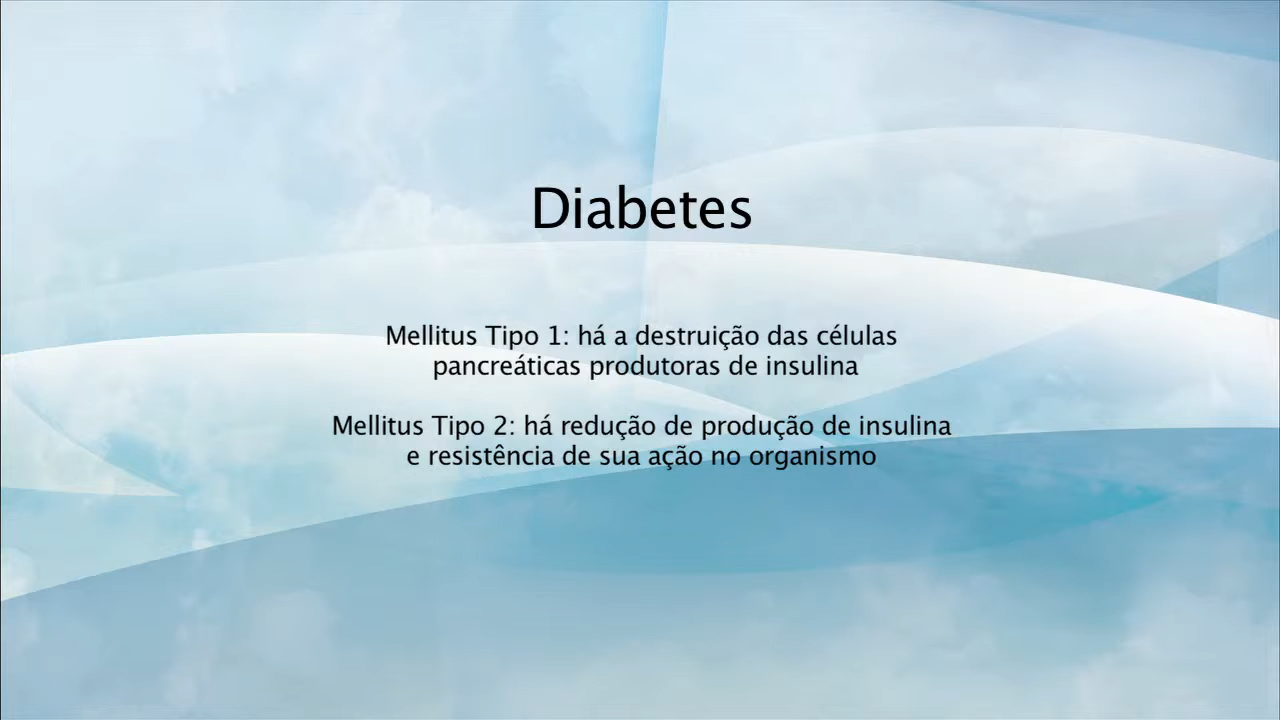 Diabetes
Mellitus Tipo 1: há a destruição das células
pancreáticas produtoras de insulina
Mellitus Tipo 2: há redução de produção de insulina
e resistência de sua ação no organismo